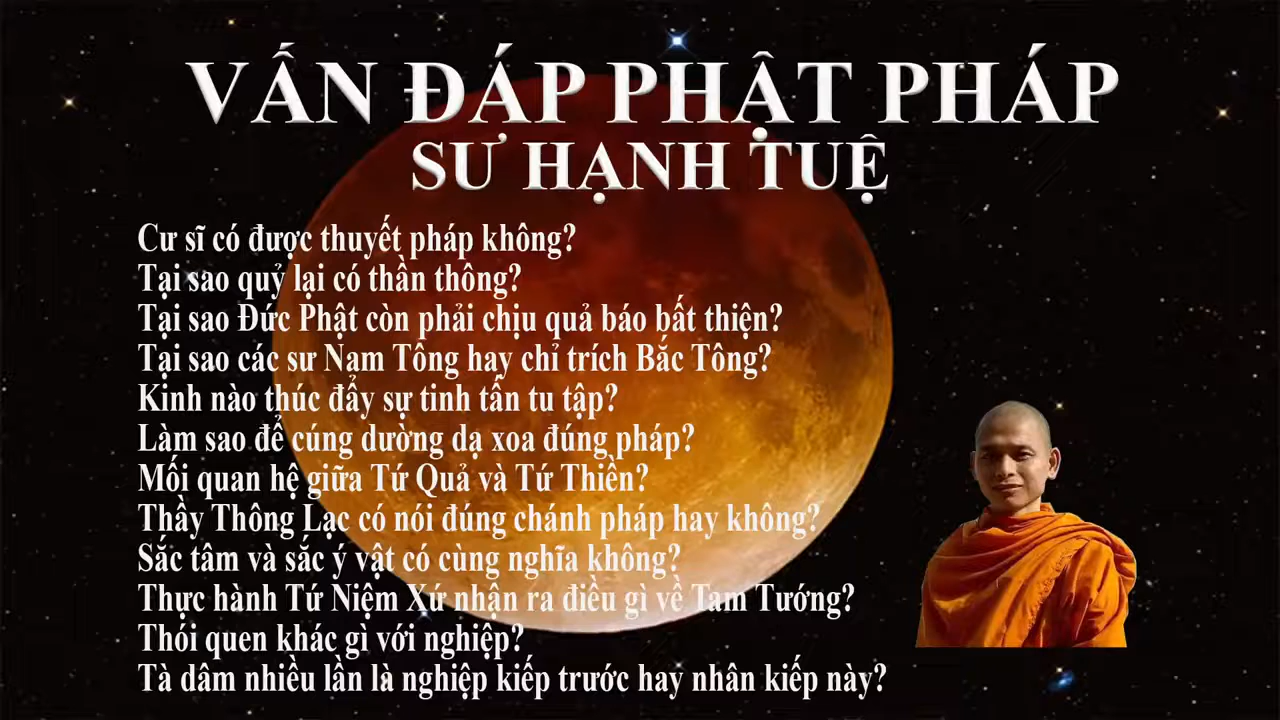 VẤN ĐÁP PHẬT PHÁP
SƯ HẠNH TUỆ
Cư sĩ có được thuyết pháp không?
Tại sao quỷ lại có thần thông?
Tại sao Đức Phật còn phải chịu quả báo bất thiện?
Tại sao các sư Nam Tông hay chỉ trích Bắc Tông?
Kinh nào thúc đẩy sự tinh tấn tu tập?
Làm sao để cúng dường dạ xoa đúng pháp?
Mối quan hệ giữa Tứ Quả và Tứ Thiền?
Thầy Thông Lạc có nói đúng chánh pháp hay không?
Sắc tâm và sắc ý vật có cùng nghĩa không?
Thực hành Tứ Niệm Xứ nhận ra điều gì về Tam Tướng?
Thói quen khác gì với nghiệp?
Tà dâm nhiều lần là nghiệp kiếp trước hay nhân kiếp này?